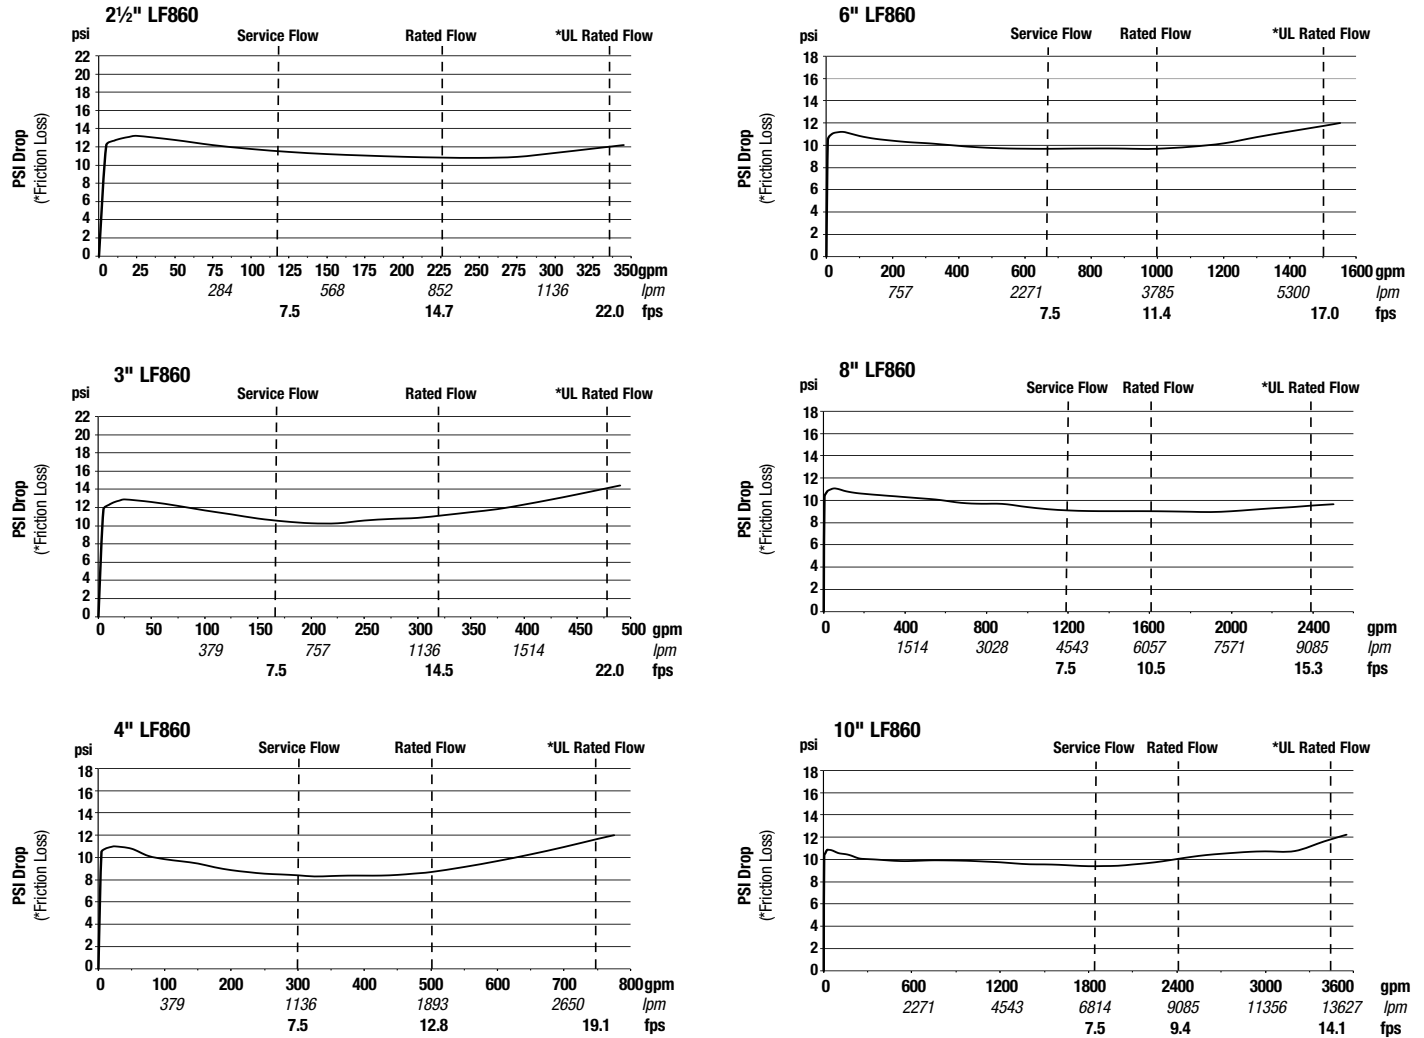 2½" LF860
psi
Service Flow Rated Flow *UL Rated Flow
22
20
18
16
14
12
10
8
6
4
2
0
PSI Drop
(*Friction Loss)
0 25 50 75 100 125 150 175 200 225 250 275 300 325 350gpm
284 568 852 1136 lpm
7.5 14.7 22.0 fps
3" LF860
psi
Service Flow Rated Flow *UL Rated Flow
22
20
18
16
14
12
10
8
6
4
2
0
PSI Drop
(*Friction Loss)
0 50 100 150 200 250 300 350 400 450 500 gpm
379 757 1136 1514 lpm
7.5 14.5 22.0 fps
4" LF860
psi
Service Flow Rated Flow *UL Rated Flow
18
16
14
12
10
8
6
4
2
0
PSI Drop
(*Friction Loss)
0 100 200 300 400 500 600 700 800gpm
379 1136 1893 2650 lpm
7.5 12.8 19.1 fps
6" LF860
psi
Service Flow Rated Flow *UL Rated Flow
18
16
14
12
10
8
6
4
2
0
PSI Drop
(*Friction Loss)
0 200 400 600 800 1000 1200 1400 1600 gpm
757 2271 3785 5300 lpm
7.5 11.4 17.0 fps
8" LF860
psi
Service Flow Rated Flow *UL Rated Flow
18
16
14
12
10
8
6
4
2
0
PSI Drop
(*Friction Loss)
0 400 800 1200 1600 2000 2400 gpm
1514 3028 4543 6057 7571 9085 lpm
7.5 10.5 15.3 fps
10" LF860
psi
Service Flow Rated Flow *UL Rated Flow
18
16
14
12
10
8
6
4
2
0
PSI Drop
(*Friction Loss)
0 600 1200 1800 2400 3000 3600 gpm
2271 4543 6814 9085 11356 13627 lpm
7.5 9.4 14.1 fps